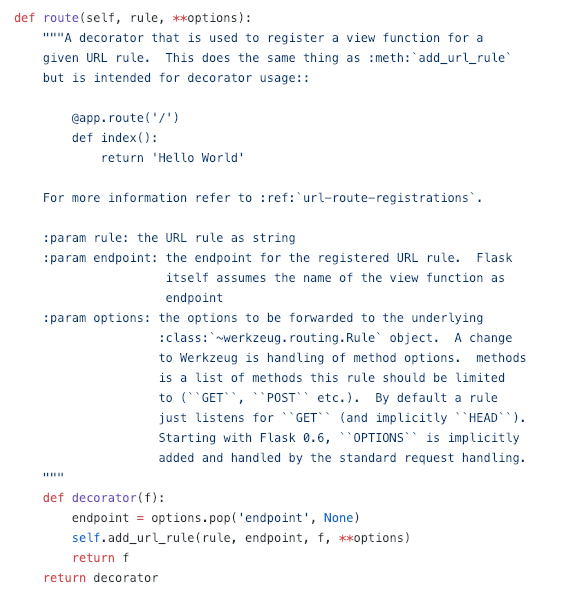 def route(self, rule, **options):
    """A decorator that is used to register a view function for a
    given URL rule.  This does the same thing as :meth:`add_url_rule`
    but is intended for decorator usage::

        @app.route('/')
        def index():
            return 'Hello World'

    For more information refer to :ref:`url-route-registrations`.

    :param rule: the URL rule as string
    :param endpoint: the endpoint for the registered URL rule.  Flask
                     itself assumes the name of the view function as
                     endpoint
    :param options: the options to be forwarded to the underlying
                    :class:`~werkzeug.routing.Rule` object.  A change
                    to Werkzeug is handling of method options.  methods
                    is a list of methods this rule should be limited
                    to (``GET``, ``POST`` etc.).  By default a rule
                    just listens for ``GET`` (and implicitly ``HEAD``).
                    Starting with Flask 0.6, ``OPTIONS`` is implicitly
                    added and handled by the standard request handling.
    """
    def decorator(f):
        endpoint = options.pop('endpoint', None)
        self.add_url_rule(rule, endpoint, f, **options)
        return f
    return decorator